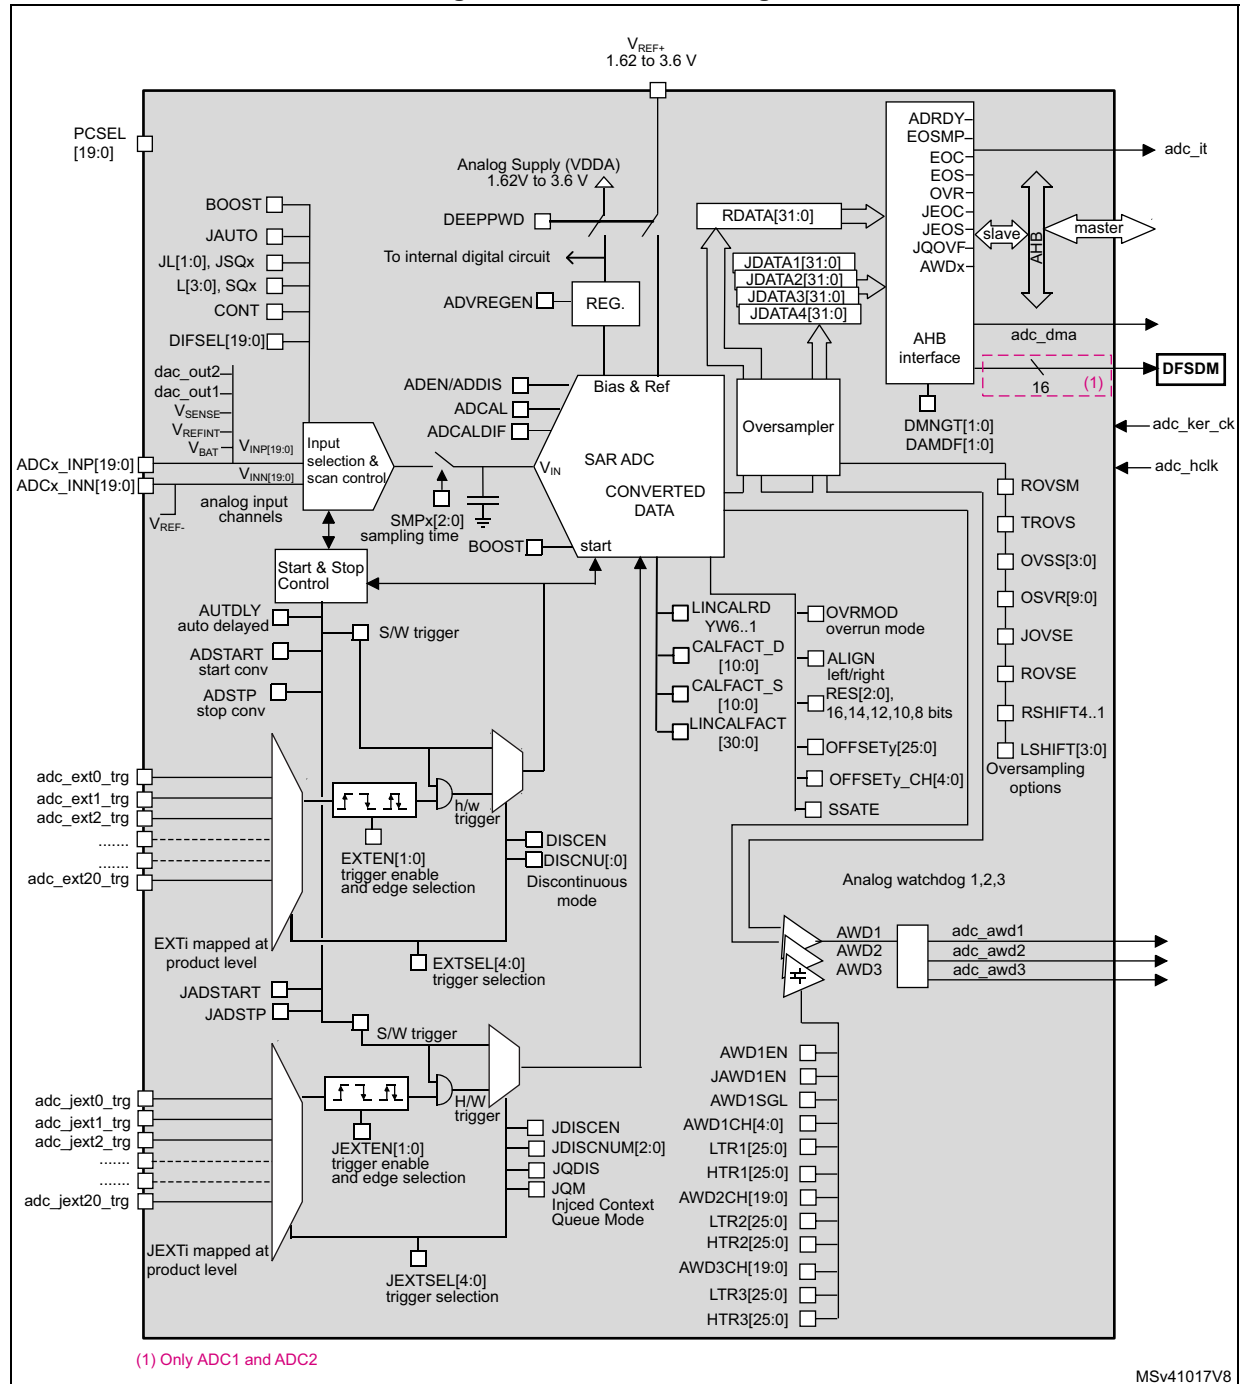 VREF+
1.62 to 3.6 V
PCSEL
[19:0]
Analog Supply (VDDA)
1.62V to 3.6 V
BOOST
JAUTO
JL[1:0], JSQx
L[3:0], SQx
CONT
DIFSEL[19:0]
DEEPPWD
To internal digital circuit
ADVREGEN
REG.
RDATA[31:0]
JDATA1[31:0]
JDATA2[31:0]
JDATA3[31:0]
JDATA4[31:0]
ADRDY
EOSMP
EOC
EOS
OVR
JEOC
JEOS
JQOVF
AWDx
slave
AHB
master
adc_it
adc_dma
AHB
interface
16
(1)
DFSDM
DMNGT[1:0]
DAMDF[1:0]
adc_ker_ck
adc_hclk
dac_out2
dac_out1
VSENSE
VREFINT
VBAT
VINP[19:0]
VINN[19:0]
ADCx_INP[19:0]
ADCx_INN[19:0]
VREF-
analog input
channels
Input
selection &
scan control
ADEN/ADDIS
ADCAL
ADCALDIF
Bias & Ref
VIN
SAR ADC
CONVERTED
DATA
start
BOOST
SMPx[2:0]
sampling time
Oversampler
ROVSM
TROVS
OVSS[3:0]
OSVR[9:0]
JOVSE
ROVSE
RSHIFT4..1
LSHIFT[3:0]
Oversampling
options
Start & Stop
Control
AUTDLY
auto delayed
S/W trigger
ADSTART
start conv
ADSTP
stop conv
LINCALRD
YW6..1
CALFACT_D
[10:0]
CALFACT_S
[10:0]
LINCALFACT
[30:0]
OVRMOD
overrun mode
ALIGN
left/right
RES[2:0],
16,14,12,10,8 bits
OFFSETy[25:0]
OFFSETy_CH[4:0]
SSATE
adc_ext0_trg
adc_ext1_trg
adc_ext2_trg
.......
.......
adc_ext20_trg
h/w
trigger
EXTEN[1:0]
trigger enable
and edge selection
DISCEN
DISCNU[:0]
Discontinuous
mode
EXTi mapped at
product level
EXTSEL[4:0]
trigger selection
Analog watchdog 1,2,3
AWD1
AWD2
AWD3
adc_awd1
adc_awd2
adc_awd3
JADSTART
JADSTP
S/W trigger
adc_jext0_trg
adc_jext1_trg
adc_jext2_trg
.......
.......
adc_jext20_trg
H/W
trigger
JEXTEN[1:0]
trigger enable
and edge selection
JDISCEN
JDISCNUM[2:0]
JQDIS
JQM
Injced Context
Queue Mode
JEXTi mapped at
product level
JEXTSEL[4:0]
trigger selection
AWD1EN
JAWD1EN
AWD1SGL
AWD1CH[4:0]
LTR1[25:0]
HTR1[25:0]
AWD2CH[19:0]
LTR2[25:0]
HTR2[25:0]
AWD3CH[19:0]
LTR3[25:0]
HTR3[25:0]
(1) Only ADC1 and ADC2
MSv41017V8